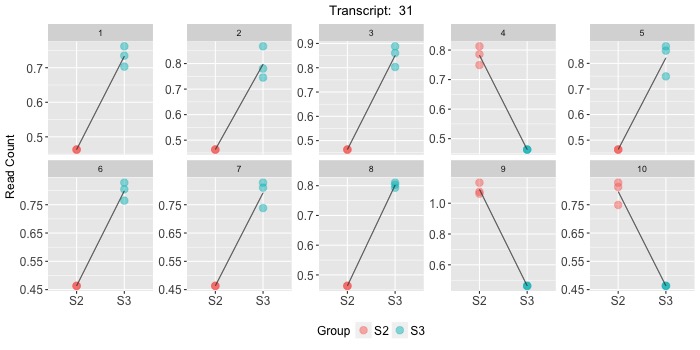 Transcript: 31
1 2 3 4 5
0.7 0.8 0.9 0.8 0.8
0.6 0.7 0.8 0.7 0.7
0.5 0.6 0.7 0.6 0.6
0.5 0.6 0.5 0.5
0.5
Read Count
6 7 8 9 10
0.75 0.75 0.8 1.0 0.75
0.65 0.65 0.7 0.8 0.65
0.55 0.55 0.6 0.6 0.55
0.45 0.45 0.5 0.45
S2 S3 S2 S3 S2 S3 S2 S3 S2 S3
Group S2 S3